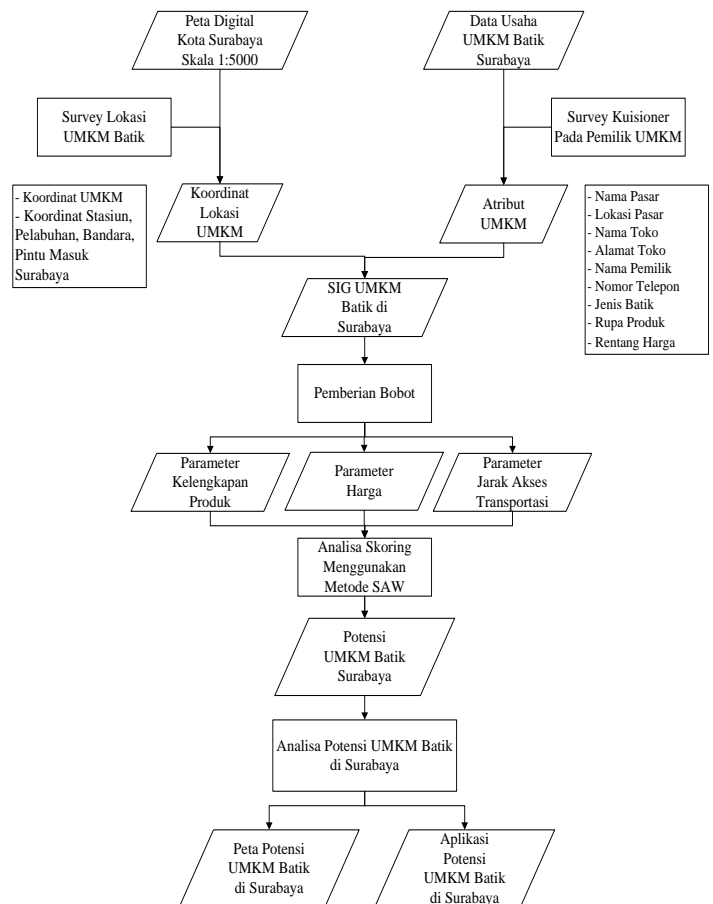 Peta Digital
Kota Surabaya
Skala 1:5000
Data Usaha
UMKM Batik
Surabaya
Survey Lokasi
UMKM Batik
Survey Kuisioner
Pada Pemilik UMKM
- Koordinat UMKM
- Koordinat Stasiun,
Pelabuhan, Bandara,
Pintu Masuk
Surabaya
Koordinat
Lokasi
UMKM
Atribut
UMKM
- Nama Pasar
- Lokasi Pasar
- Nama Toko
- Alamat Toko
- Nama Pemilik
- Nomor Telepon
- Jenis Batik
- Rupa Produk
- Rentang Harga
SIG UMKM
Batik di
Surabaya
Pemberian Bobot
Parameter
Kelengkapan
Produk
Parameter
Harga
Parameter
Jarak Akses
Transportasi
Analisa Skoring
Menggunakan
Metode SAW
Potensi
UMKM Batik
Surabaya
Analisa Potensi UMKM Batik
di Surabaya
Peta Potensi
UMKM Batik
di Surabaya
Aplikasi
Potensi
UMKM Batik
di Surabaya